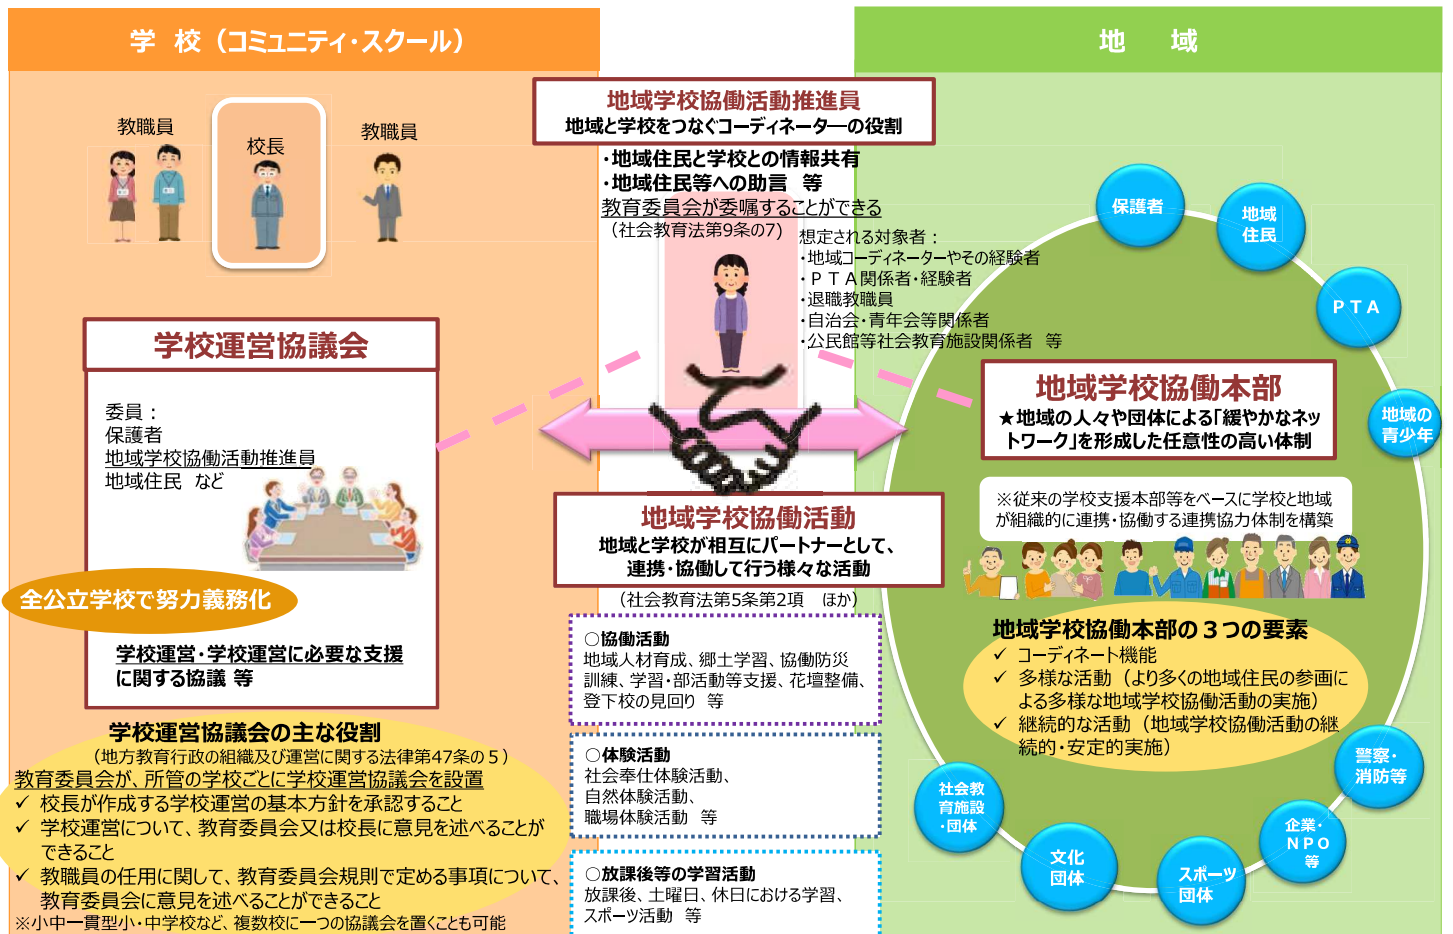 学 校（コミュニティ・スクール）
地 域
教職員
校長
教職員
地域学校協働活動推進員
地域と学校をつなぐコーディネーターの役割
・地域住民と学校との情報共有
・地域住民等への助言 等
教育委員会が委嘱することができる
（社会教育法第9条の7）
想定される対象者：
・地域コーディネーターやその経験者
・ＰＴＡ関係者・経験者
・退職教職員
・自治会・青年会等関係者
・公民館等社会教育施設関係者 等
学校運営協議会
委員：
保護者
地域学校協働活動推進員
地域住民 など
全公立学校で努力義務化
学校運営・学校運営に必要な支援
に関する協議 等
学校運営協議会の主な役割
（地方教育行政の組織及び運営に関する法律第47条の５）
教育委員会が、所管の学校ごとに学校運営協議会を設置
✓ 校長が作成する学校運営の基本方針を承認すること
✓ 学校運営について、教育委員会又は校長に意見を述べることが
できること
✓ 教職員の任用に関して、教育委員会規則で定める事項について、
教育委員会に意見を述べることができること
※小中一貫型小・中学校など、複数校に一つの協議会を置くことも可能
地域学校協働活動
地域と学校が相互にパートナーとして、
連携・協働して行う様々な活動
（社会教育法第5条第2項 ほか）
○協働活動
地域人材育成、郷土学習、協働防災
訓練、学習・部活動等支援、花壇整備、
登下校の見回り 等
○体験活動
社会奉仕体験活動、
自然体験活動、
職場体験活動 等
○放課後等の学習活動
放課後、土曜日、休日における学習、
スポーツ活動 等
地域学校協働本部
★地域の人々や団体による「緩やかなネッ
トワーク」を形成した任意性の高い体制
※従来の学校支援本部等をベースに学校と地域
が組織的に連携・協働する連携協力体制を構築
地域学校協働本部の３つの要素
✓ コーディネート機能
✓ 多様な活動（より多くの地域住民の参画に
よる多様な地域学校協働活動の実施）
✓ 継続的な活動（地域学校協働活動の継
続的・安定的実施）
保護者
地域
住民
ＰＴＡ
地域の
青少年
警察・
消防等
企業・
ＮＰＯ
等
スポーツ
団体
文化
団体
社会教
育施設
・団体